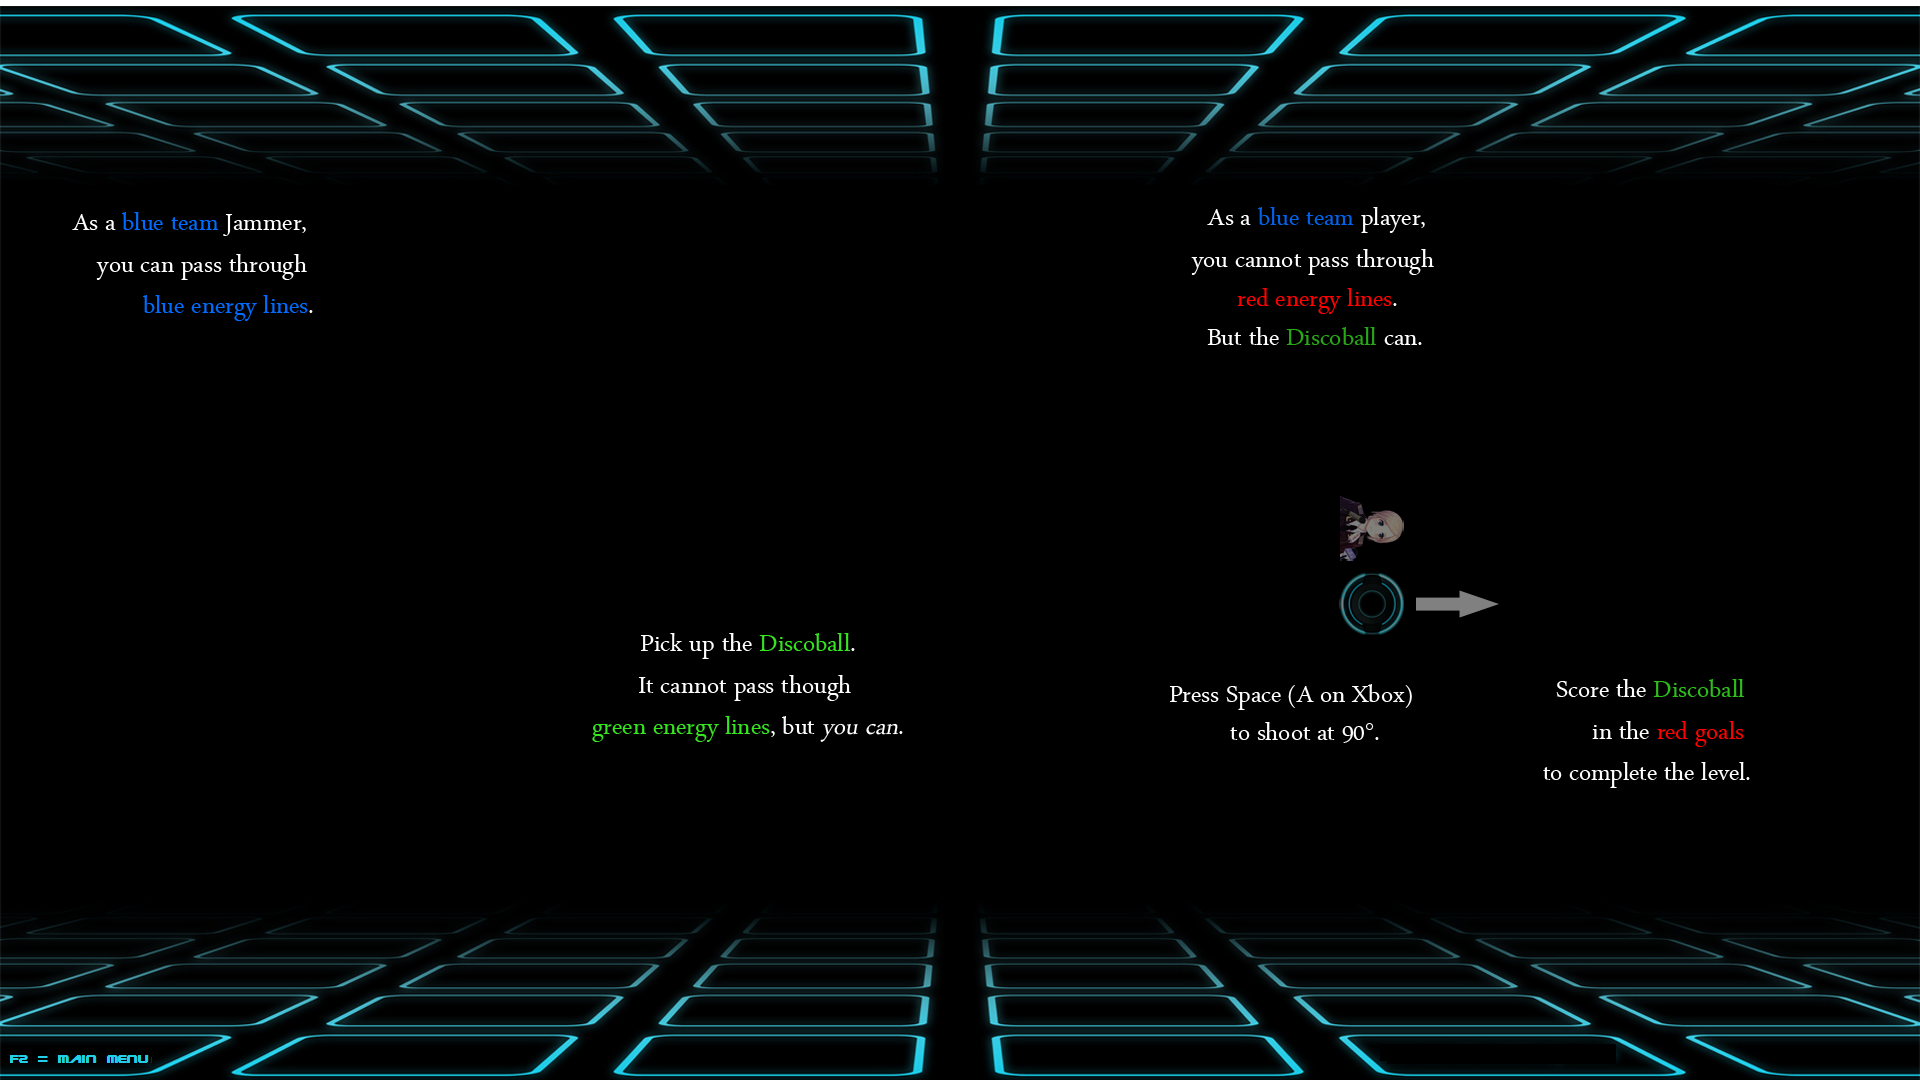 As a blue team Jammer,
you can pass through
blue energy lines.
As a blue team player,
you cannot pass through
red energy lines.
But the Discoball can.
Pick up the Discoball.
It cannot pass though
green energy lines, but you can.
Press Space (A on Xbox)
to shoot at 90°.
Score the Discoball
in the red goals
to complete the level.
F2 = MAIN MENU